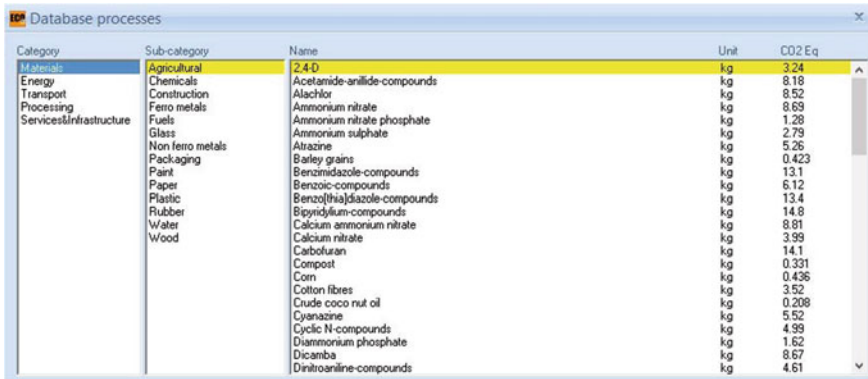 ECO Database processes
Category Sub-category Name Unit CO2 Eq
Materials Agricultural 2,4-D kg 3.24
Energy Chemicals Acetamide-anillide-compounds kg 8.18
Transport Construction Alachlor kg 8.52
Processing Ferro metals Ammonium nitrate kg 8.69
Services&Infrastructure Fuels Ammonium nitrate phosphate kg 1.28
Glass Ammonium sulphate kg 2.79
Non ferro metals Atrazine kg 5.26
Packaging Barley grains kg 0.423
Paint Benzimidazole-compounds kg 13.1
Paper Benzoic-compounds kg 6.12
Plastic Benzo[thia]diazole-compounds kg 13.4
Rubber Bipyridylium-compounds kg 14.8
Water Calcium ammonium nitrate kg 8.81
Wood Calcium nitrate kg 3.99
Carbofuran kg 14.1
Compost kg 0.331
Corn kg 0.436
Cotton fibres kg 3.52
Crude coco nut oil kg 0.208
Cyanazine kg 5.52
Cyclic N-compounds kg 4.99
Diammonium phosphate kg 1.62
Dicamba kg 8.67
Dinitroaniline-compounds kg 4.61